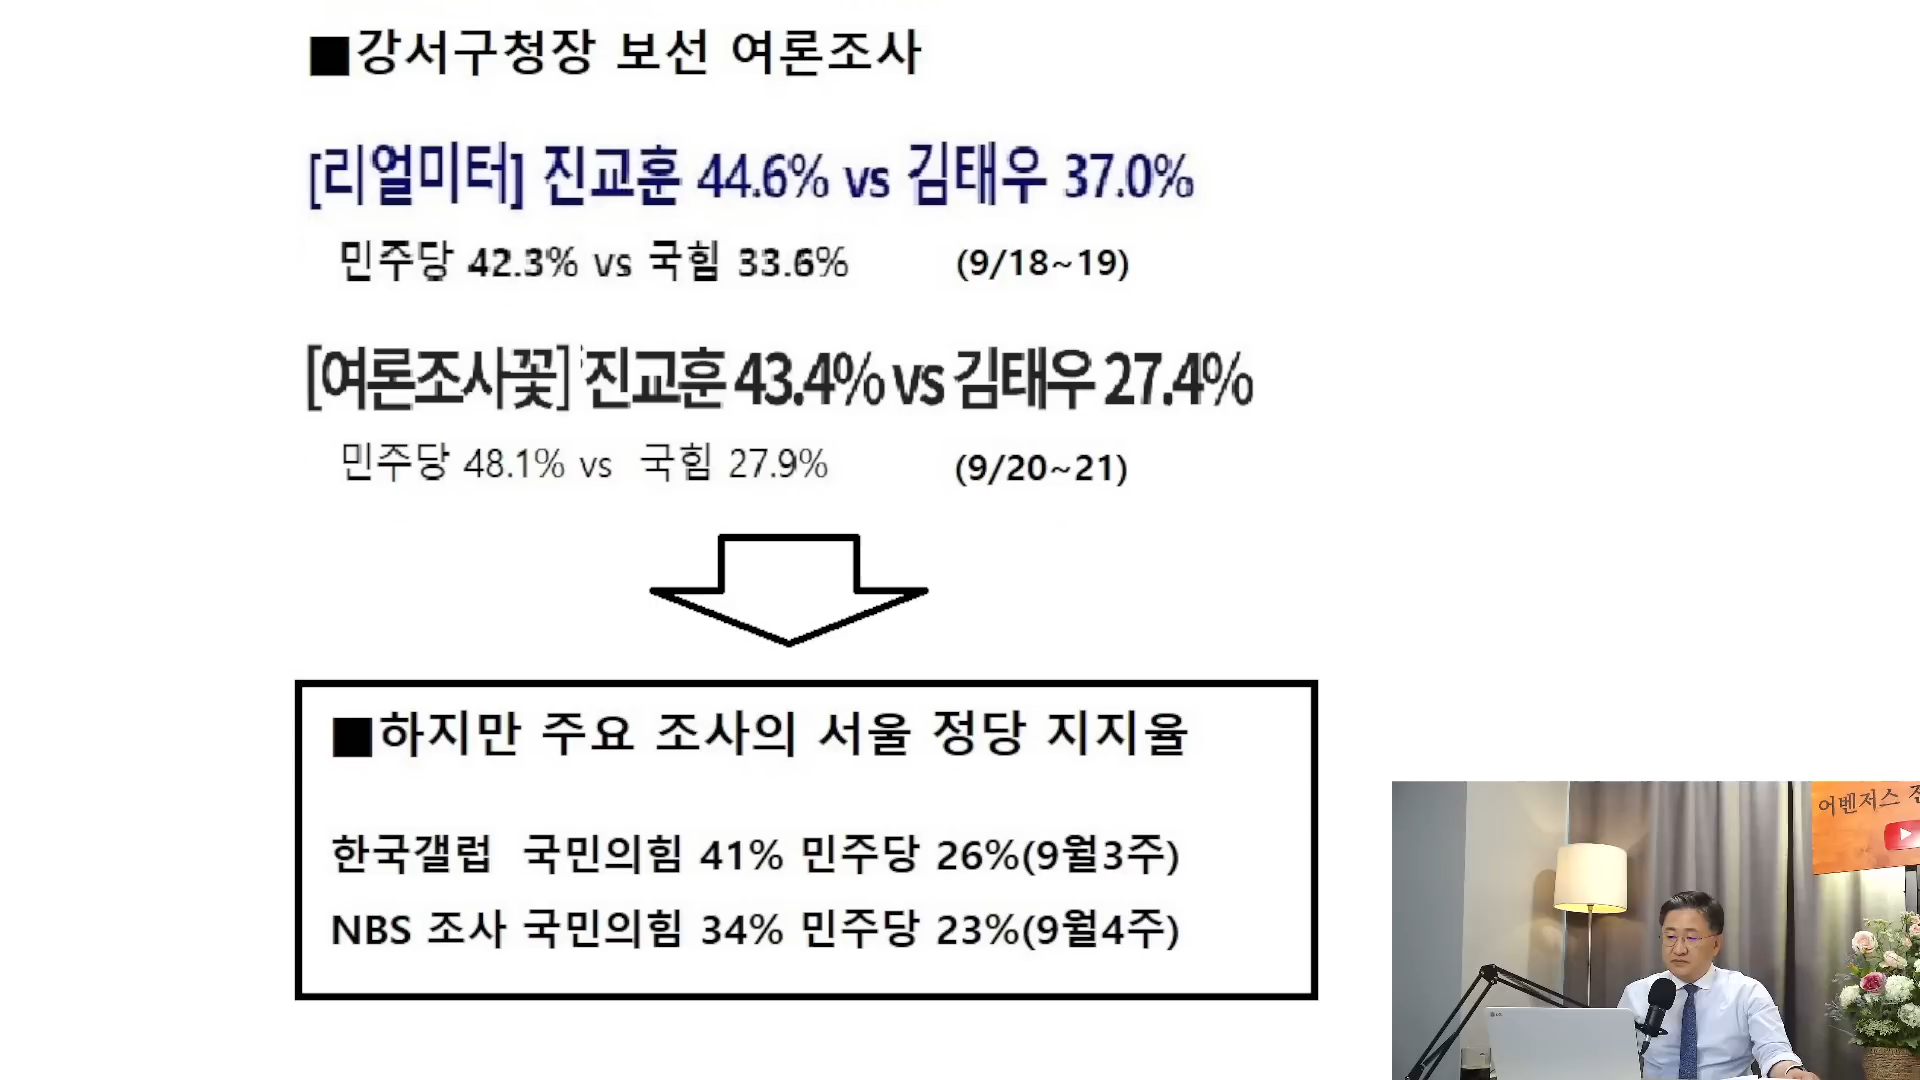 ■강서구청장 보선 여론조사
[리얼미터] 진교훈 44.6% vs 김태우 37.0%
민주당 42.3% vs 국힘 33.6% (9/18~19)
[여론조사꽃] 진교훈 43.4% vs 김태우 27.4%
민주당 48.1% vs 국힘 27.9% (9/20~21)
■하지만 주요 조사의 서울 정당 지지율
한국갤럽 국민의힘 41% 민주당 26%(9월3주)
NBS 조사 국민의힘 34% 민주당 23%(9월4주)
어벤저스